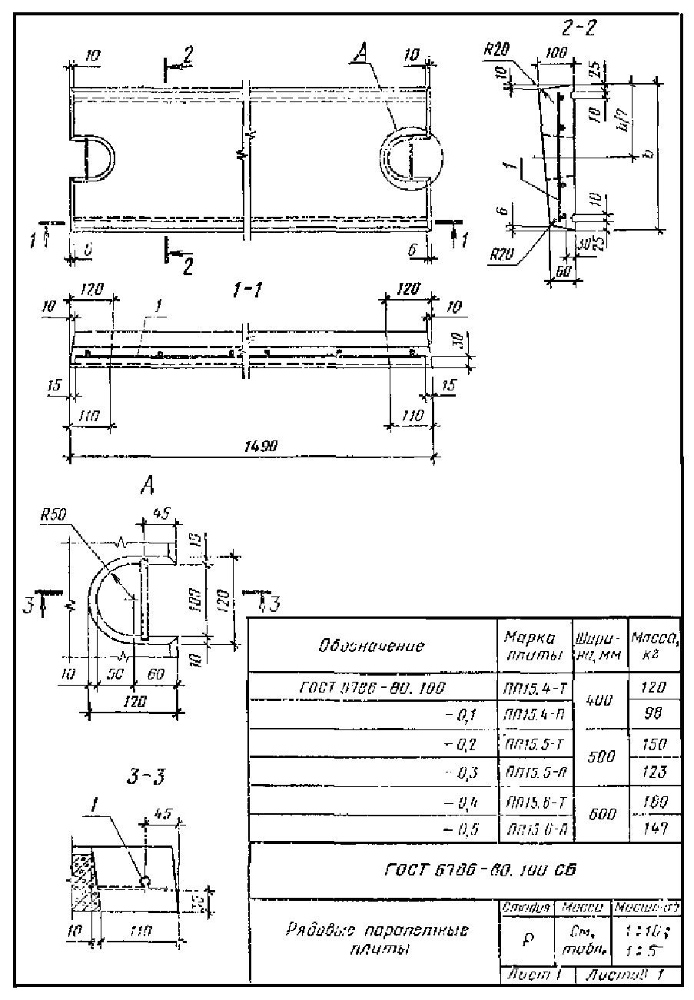 2-2
10
2
А
10
R20
100
10
25
10
b/2
b
1
6
10
30
25
R20
60
1
6
2
6
1
1-1
120
120
10
1
10
30
15
15
110
110
1490
А
R50
45
10
100
120
10
3
3
10
50
60
120
Обозначение
Марка плиты
Шири-на, мм
Масса, кг
ГОСТ 6786-80.100
ПП15.4-Т
400
120
-0,1
ПП15.4-Л
98
-0,2
ПП15.5-Т
500
150
-0,3
ПП15.5-Л
123
-0,4
ПП15.6-Т
600
180
-0,5
ПП15.6-Л
147
3-3
1
45
30
10
110
ГОСТ 6786-80.100 СБ
Рядовые парапетные
плиты
Стадия
Масса
Масштаб
Р
См. табл.
1:10;
1:5
Лист 1
Листов 1